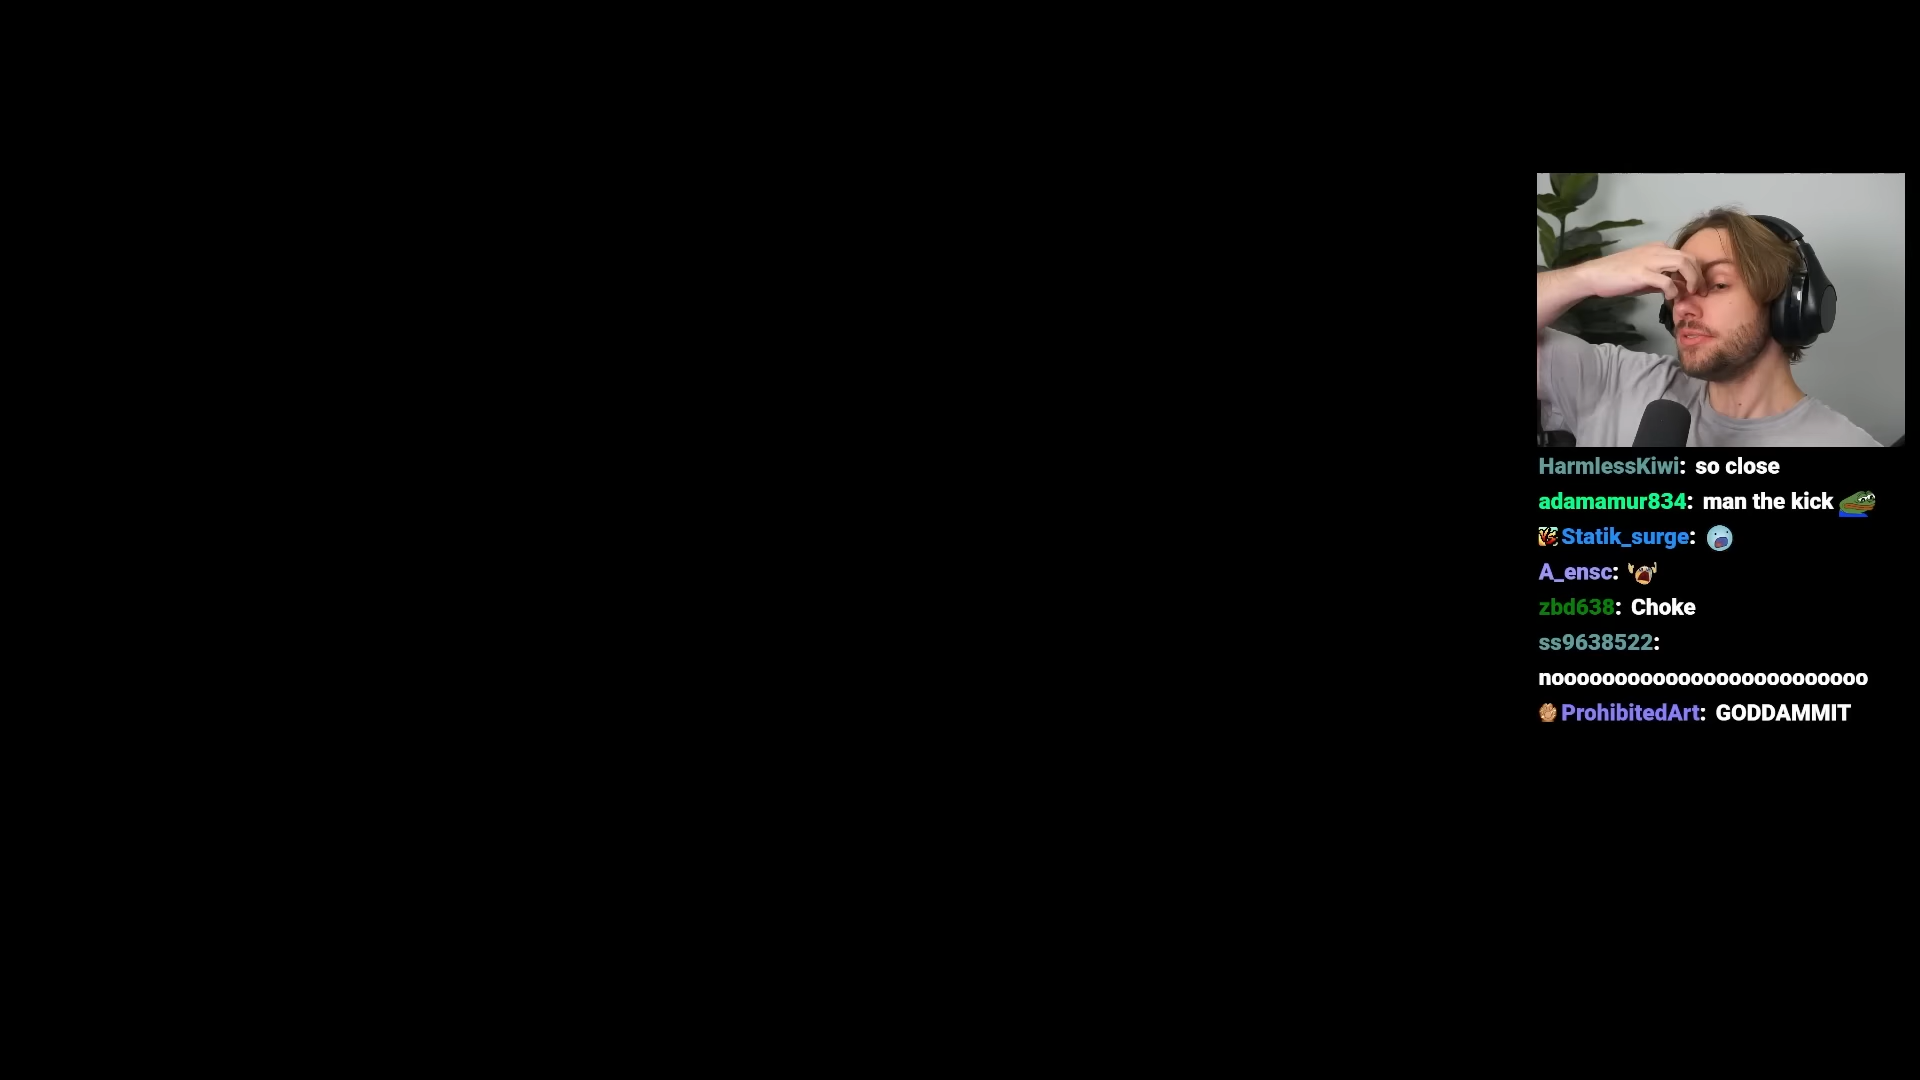 HarmlessKiwi: so close
adamamur834: man the kick
Statik_surge:
A_ensc:
zbd638: Choke
ss9638522:
nooooooooooooooooooooooooo
ProhibitedArt: GODDAMMIT